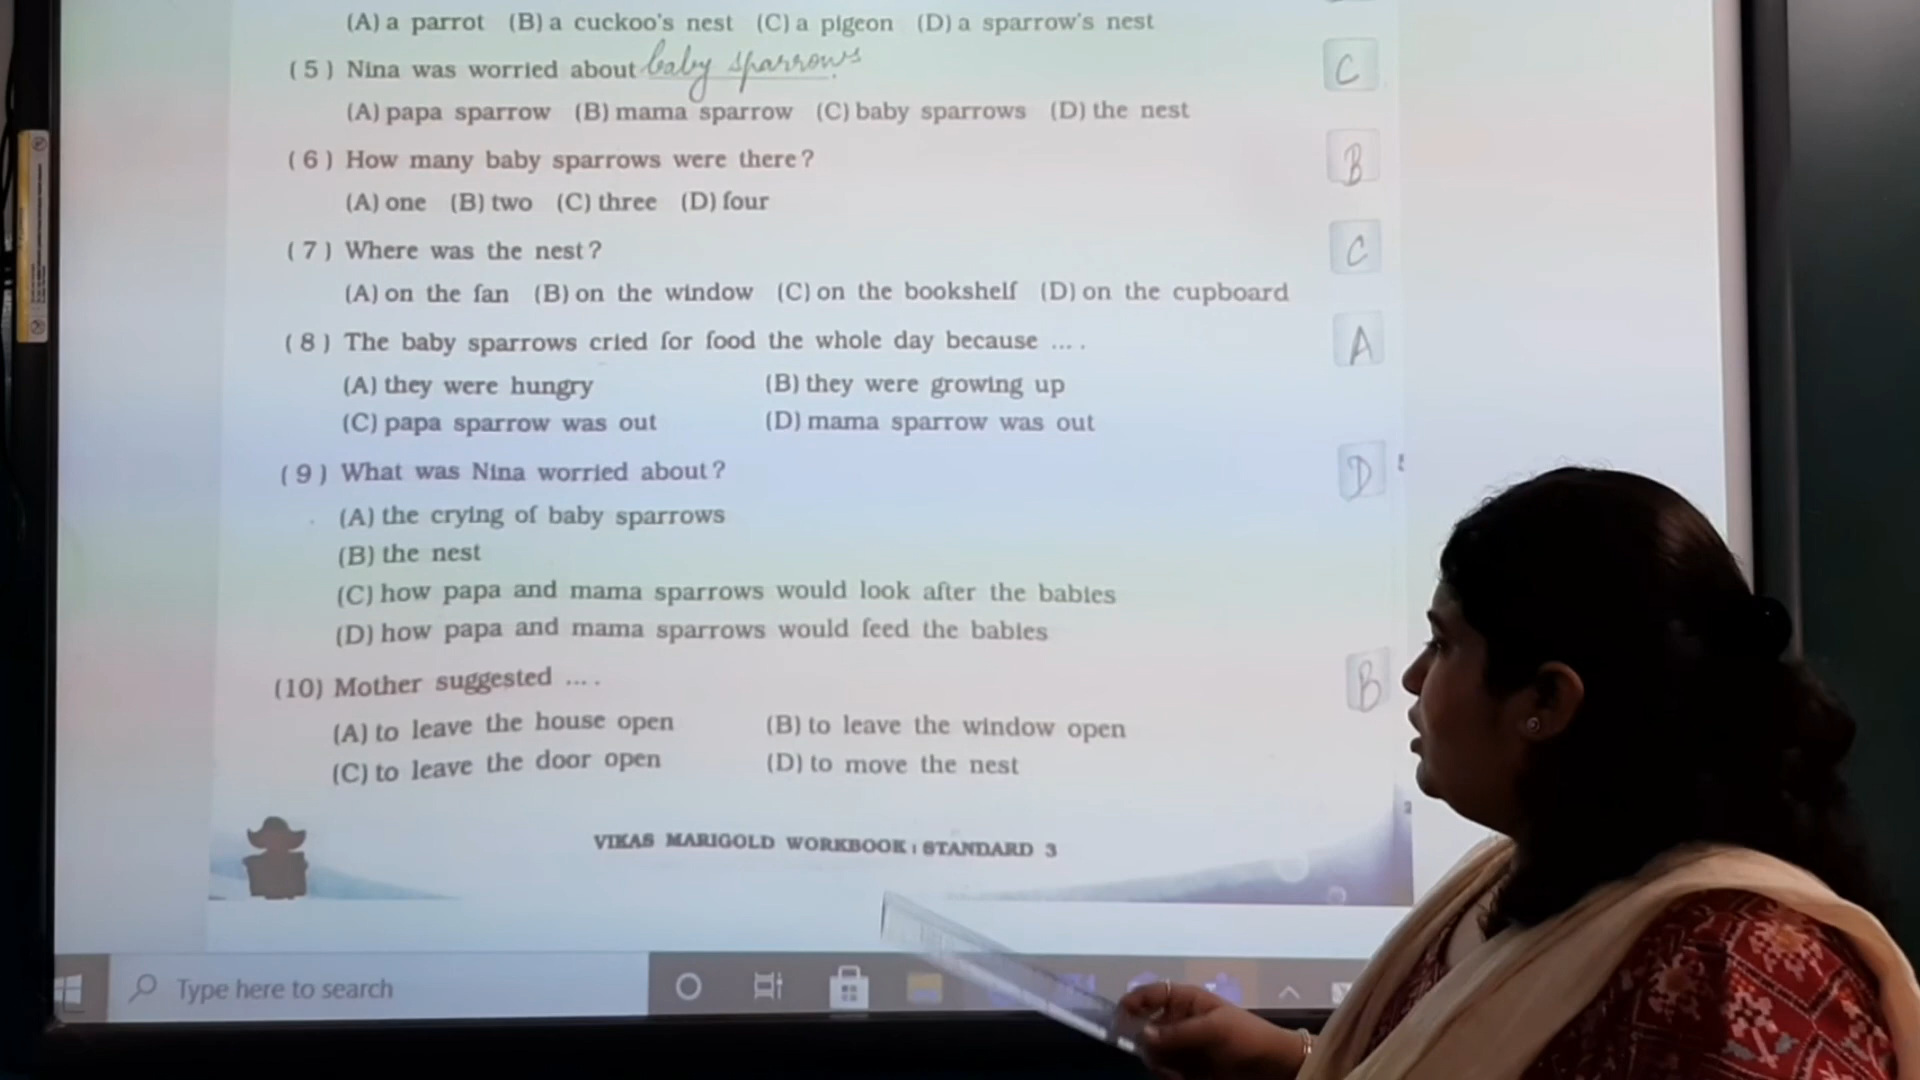 (A) a parrot (B) a cuckoo's nest (C) a pigeon (D) a sparrow's nest
(5) Nina was worried about baby sparrows. C
(A) papa sparrow (B) mama sparrow (C) baby sparrows (D) the nest
(6) How many baby sparrows were there? B
(A) one (B) two (C) three (D) four
(7) Where was the nest? C
(A) on the fan (B) on the window (C) on the bookshelf (D) on the cupboard
(8) The baby sparrows cried for food the whole day because .... A
(A) they were hungry (B) they were growing up
(C) papa sparrow was out (D) mama sparrow was out
(9) What was Nina worried about? D
(A) the crying of baby sparrows
(B) the nest
(C) how papa and mama sparrows would look after the babies
(D) how papa and mama sparrows would feed the babies
(10) Mother suggested .... B
(A) to leave the house open (B) to leave the window open
(C) to leave the door open (D) to move the nest
VIKAS MARIGOLD WORKBOOK : STANDARD 3
Type here to search